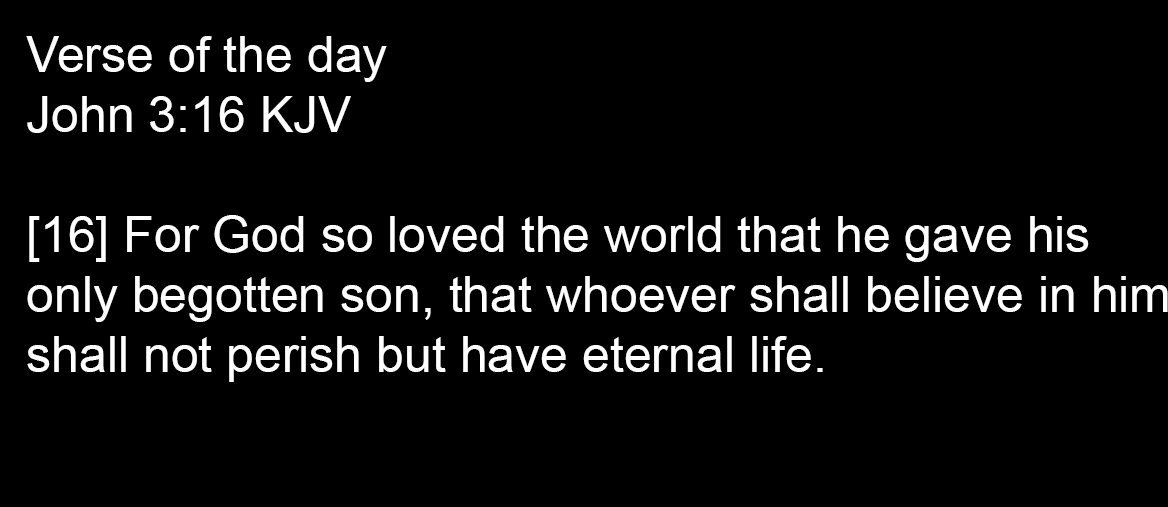 Verse of the day
John 3:16 KJV
[16] For God so loved the world that he gave his
only begotten son, that whoever shall believe in him
shall not perish but have eternal life.